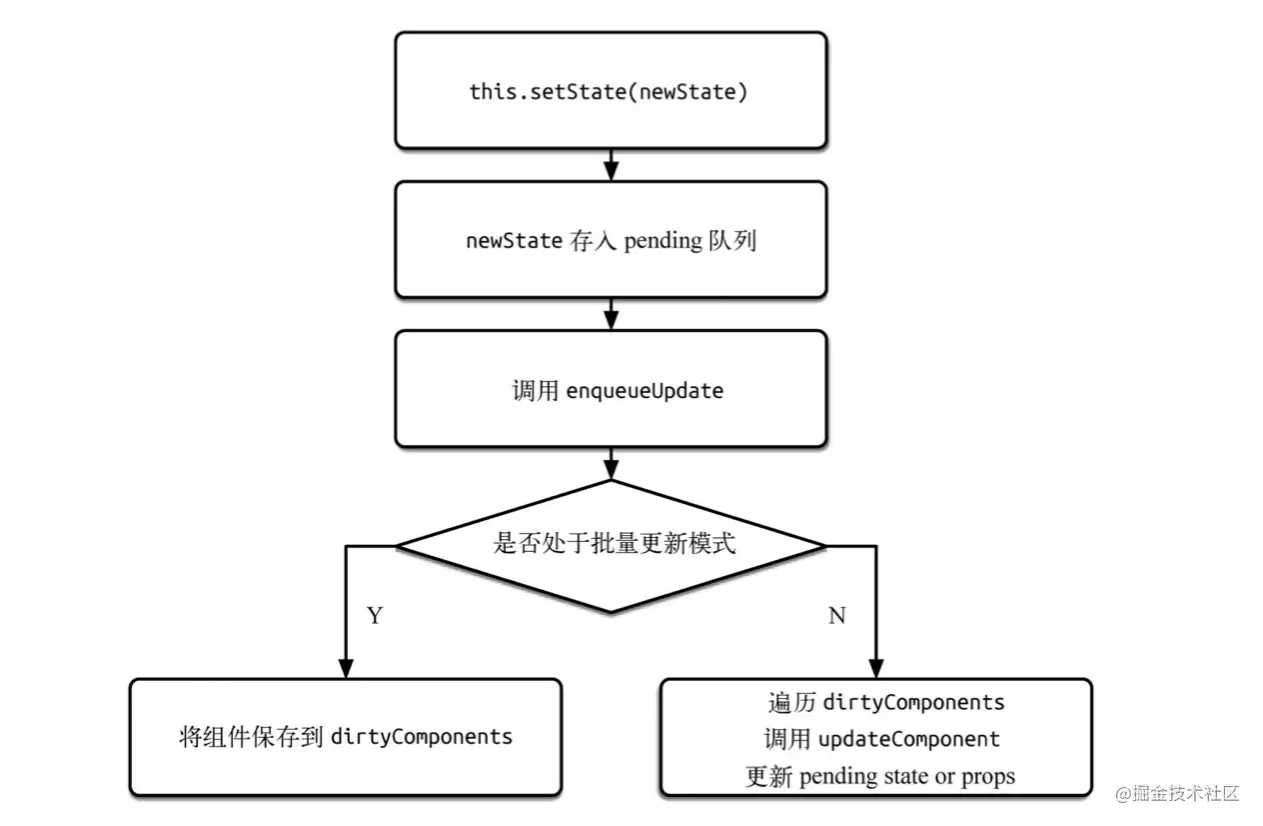 this.setState(newState)
newState 存入 pending 队列
调用 enqueueUpdate
是否处于批量更新模式
Y
N
将组件保存到 dirtyComponents
遍历 dirtyComponents
调用 updateComponent
更新 pending state or props
@掘金技术社区